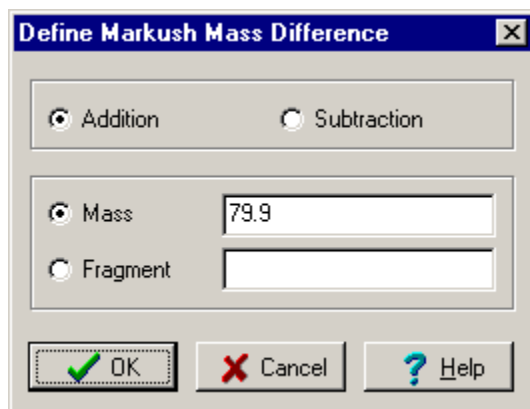 Define Markush Mass Difference
Addition Subtraction
Mass 79.9
Fragment
OK Cancel Help